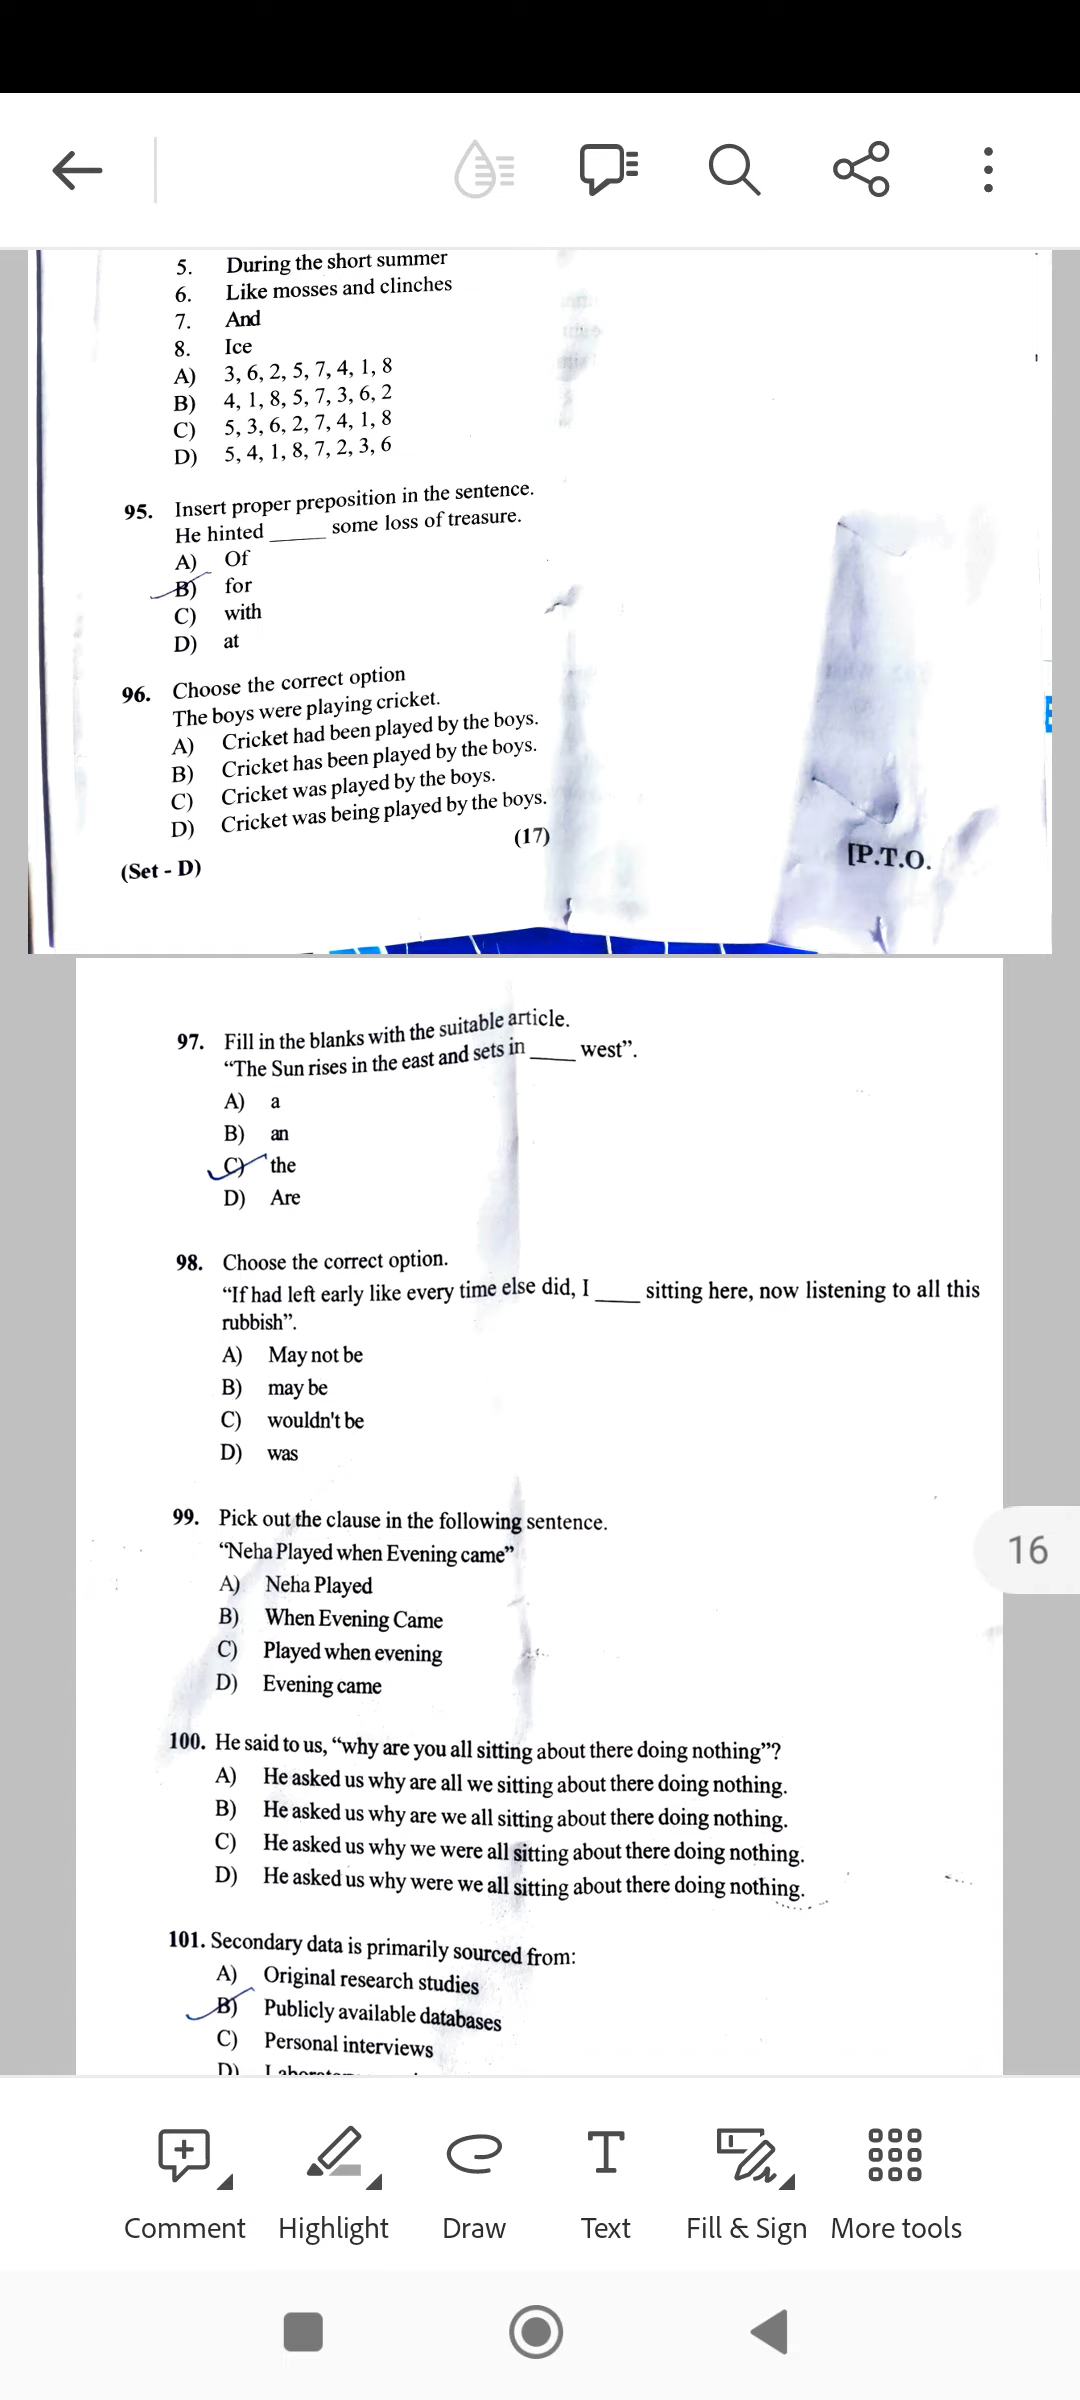 5. During the short summer
6. Like mosses and clinches
7. And
8. Ice
A) 3, 6, 2, 5, 7, 4, 1, 8
B) 4, 1, 8, 5, 7, 3, 6, 2
C) 5, 3, 6, 2, 7, 4, 1, 8
D) 5, 4, 1, 8, 7, 2, 3, 6
95. Insert proper preposition in the sentence.
He hinted _____ some loss of treasure.
A) Of
B) for
C) with
D) at
96. Choose the correct option
The boys were playing cricket.
A) Cricket had been played by the boys.
B) Cricket has been played by the boys.
C) Cricket was played by the boys.
D) Cricket was being played by the boys.
(Set - D) (17) [P.T.O.
97. Fill in the blanks with the suitable article.
“The Sun rises in the east and sets in ____ west”.
A) a
B) an
C) the
D) Are
98. Choose the correct option.
“If had left early like every time else did, I ____ sitting here, now listening to all this
rubbish”.
A) May not be
B) may be
C) wouldn't be
D) was
99. Pick out the clause in the following sentence.
“Neha Played when Evening came”
A) Neha Played
B) When Evening Came
C) Played when evening
D) Evening came
16
100. He said to us, “why are you all sitting about there doing nothing”?
A) He asked us why are all we sitting about there doing nothing.
B) He asked us why are we all sitting about there doing nothing.
C) He asked us why we were all sitting about there doing nothing.
D) He asked us why were we all sitting about there doing nothing.
101. Secondary data is primarily sourced from:
A) Original research studies
B) Publicly available databases
C) Personal interviews
D)
Comment Highlight Draw Text Fill & Sign More tools